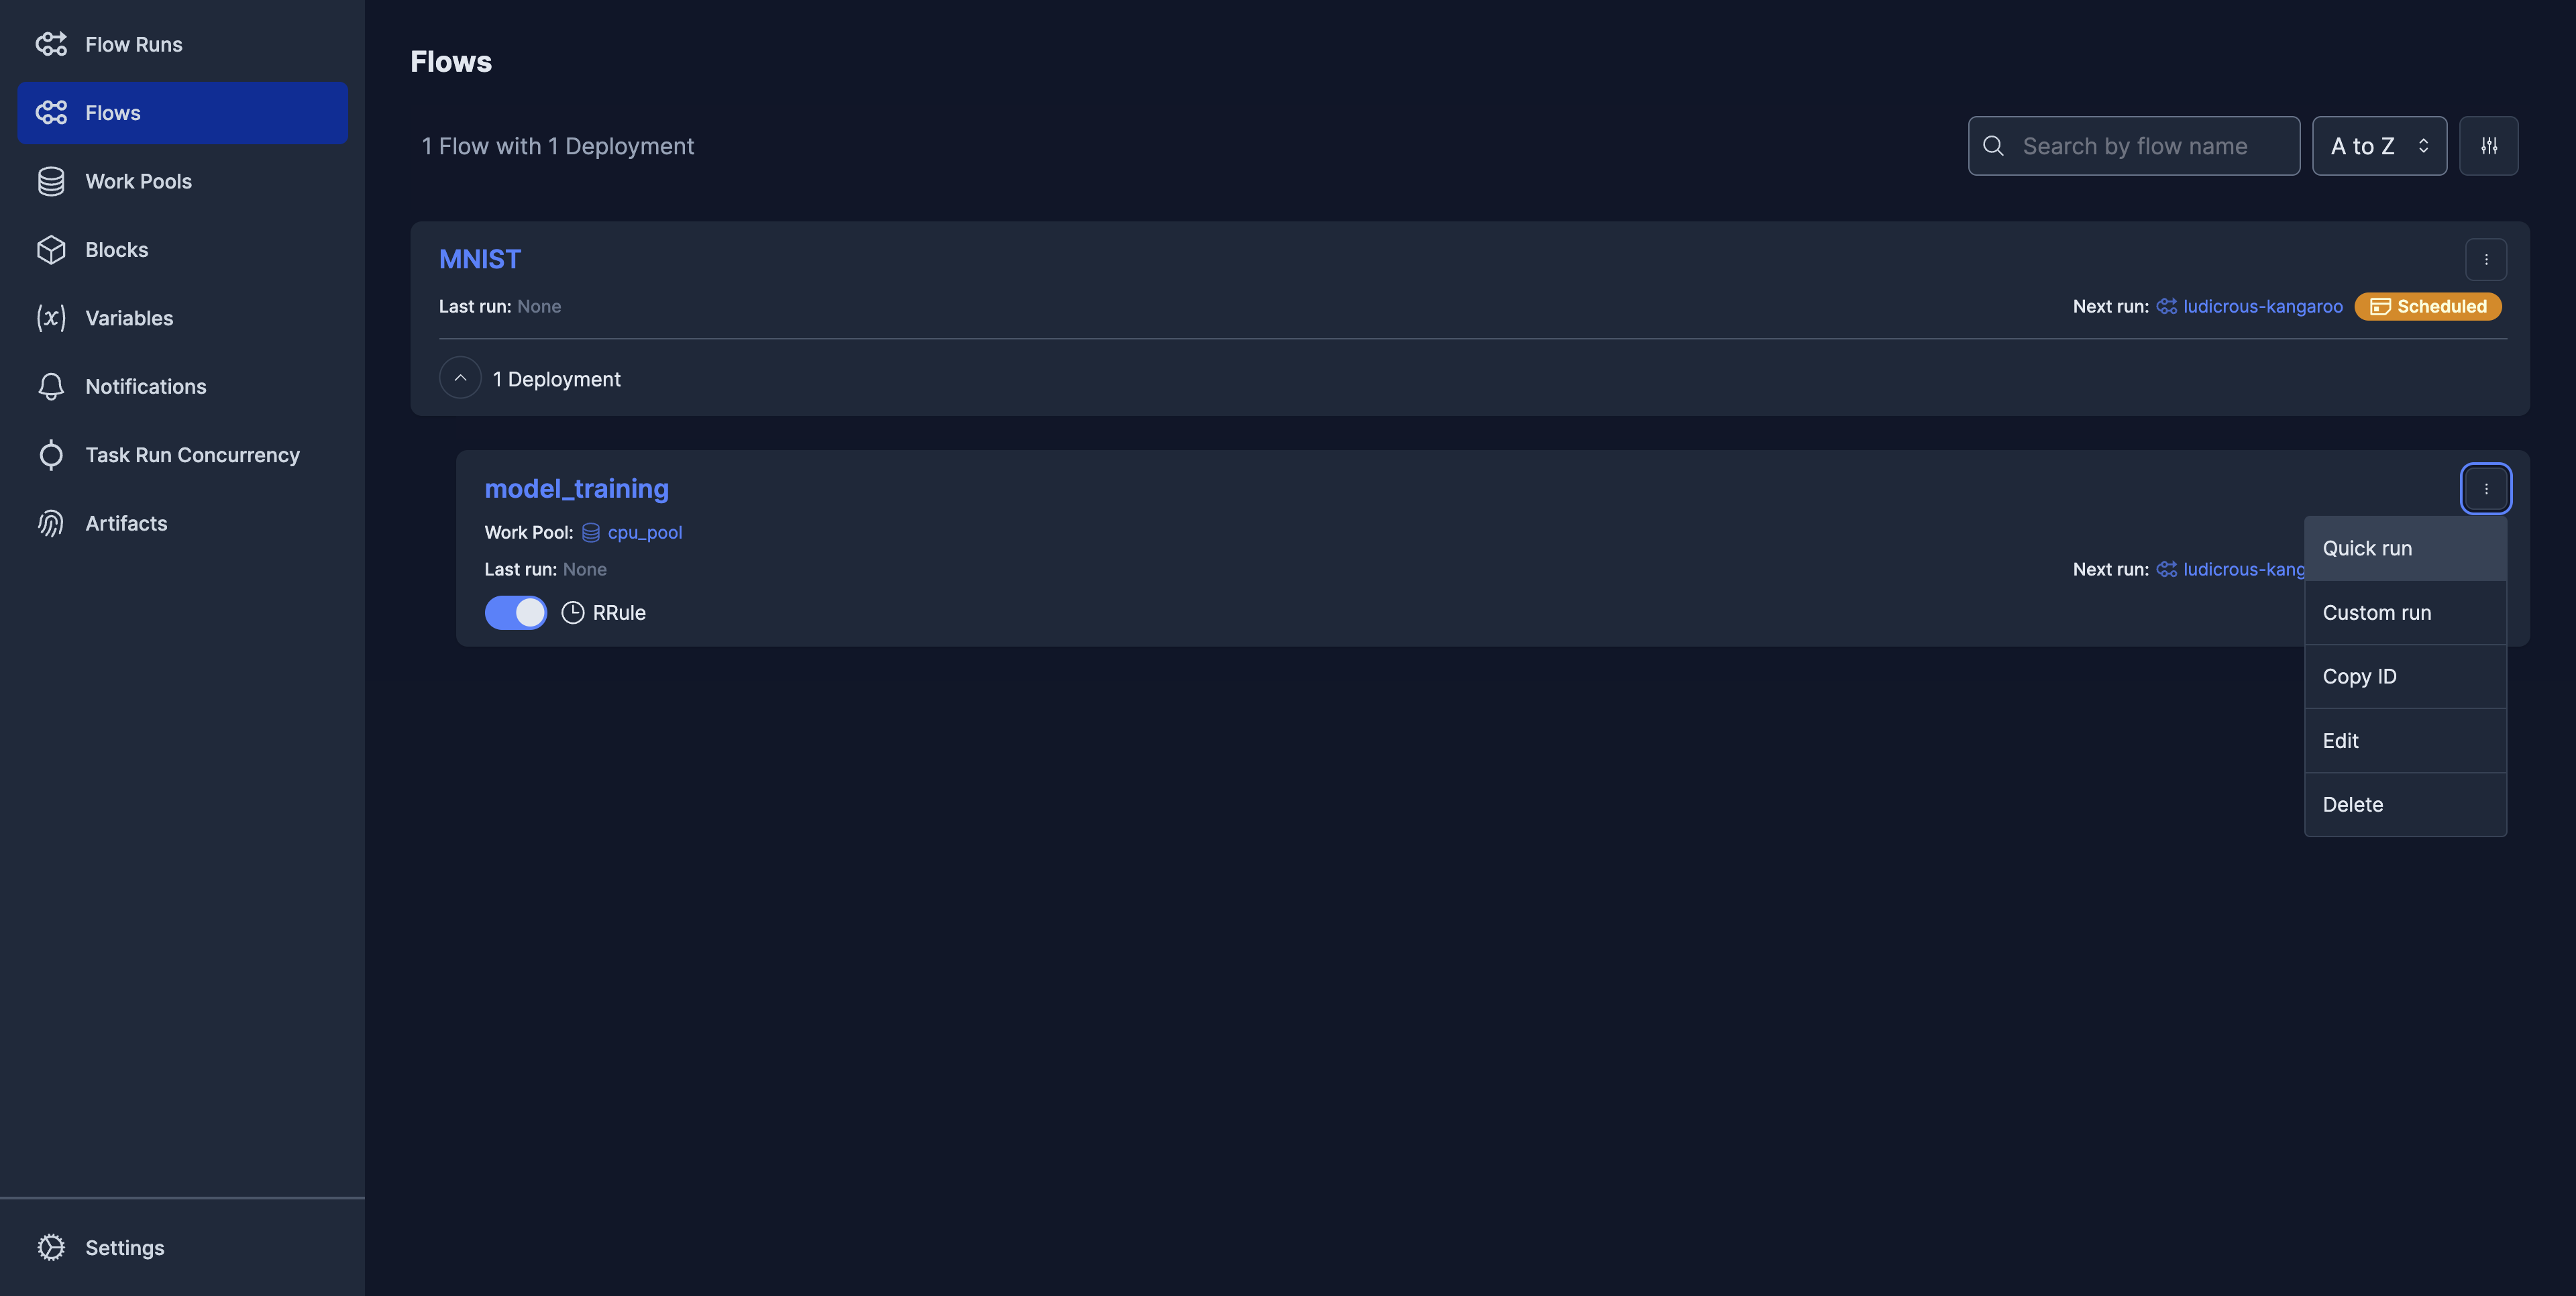 Flow Runs
Flows
Work Pools
Blocks
Variables
Notifications
Task Run Concurrency
Artifacts
Settings
Flows
1 Flow with 1 Deployment
Search by flow name
A to Z
MNIST
Last run: None
Next run: ludicrous-kangaroo Scheduled
1 Deployment
model_training
Work Pool: cpu_pool
Last run: None
Next run: ludicrous-kang
RRule
Quick run
Custom run
Copy ID
Edit
Delete